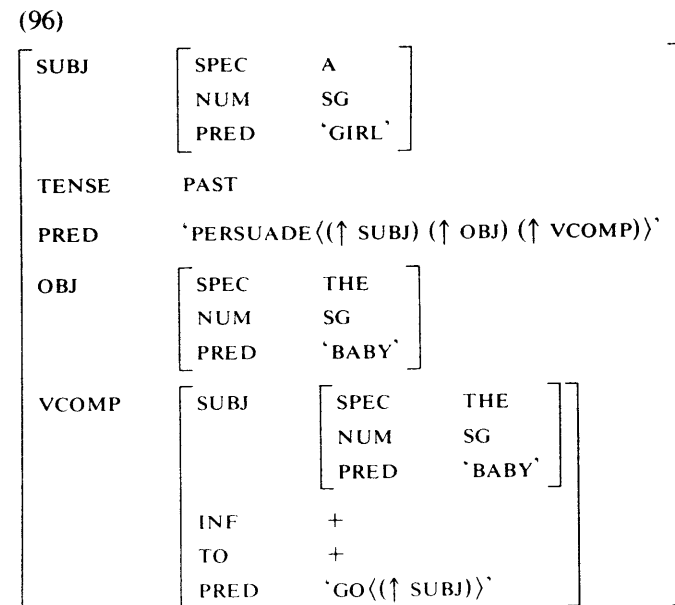 (96)
SUBJ SPEC A
NUM SG
PRED ‘GIRL’
TENSE PAST
PRED ‘PERSUADE⟨(↑ SUBJ) (↑ OBJ) (↑ VCOMP)⟩’
OBJ SPEC THE
NUM SG
PRED ‘BABY’
VCOMP SUBJ SPEC THE
NUM SG
PRED ‘BABY’
INF +
TO +
PRED ‘GO⟨(↑ SUBJ)⟩’